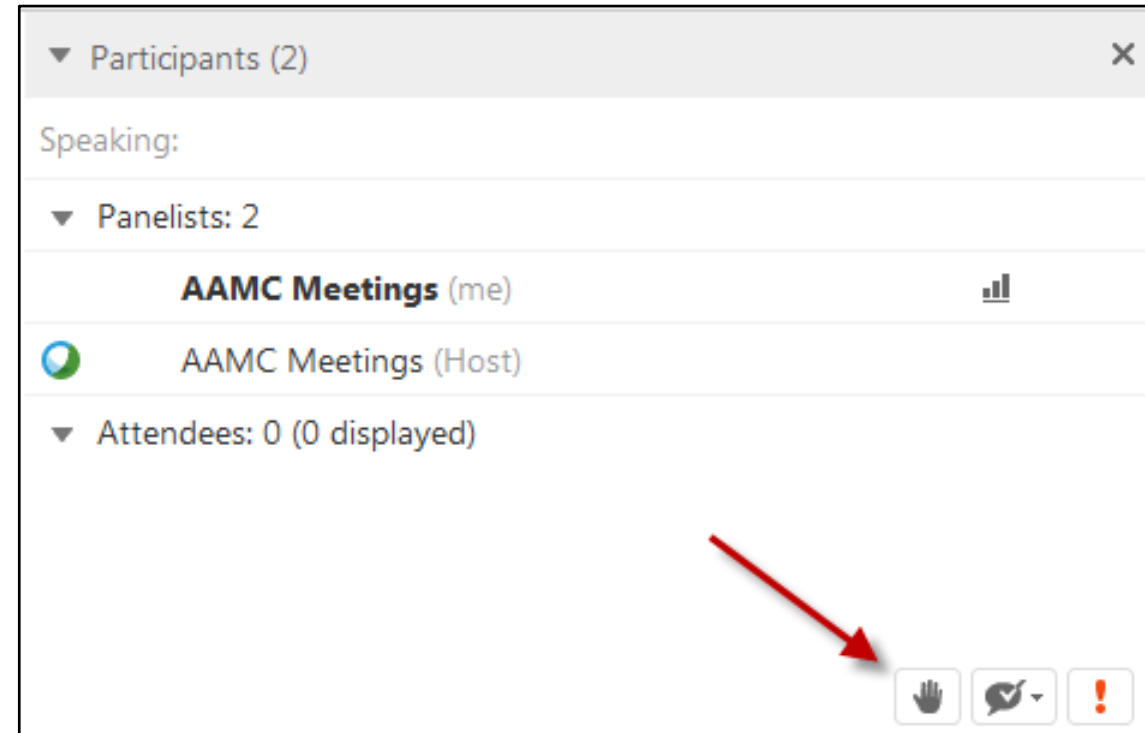 Participants (2)
Speaking:
Panelists: 2
AAMC Meetings (me)
AAMC Meetings (Host)
Attendees: 0 (0 displayed)